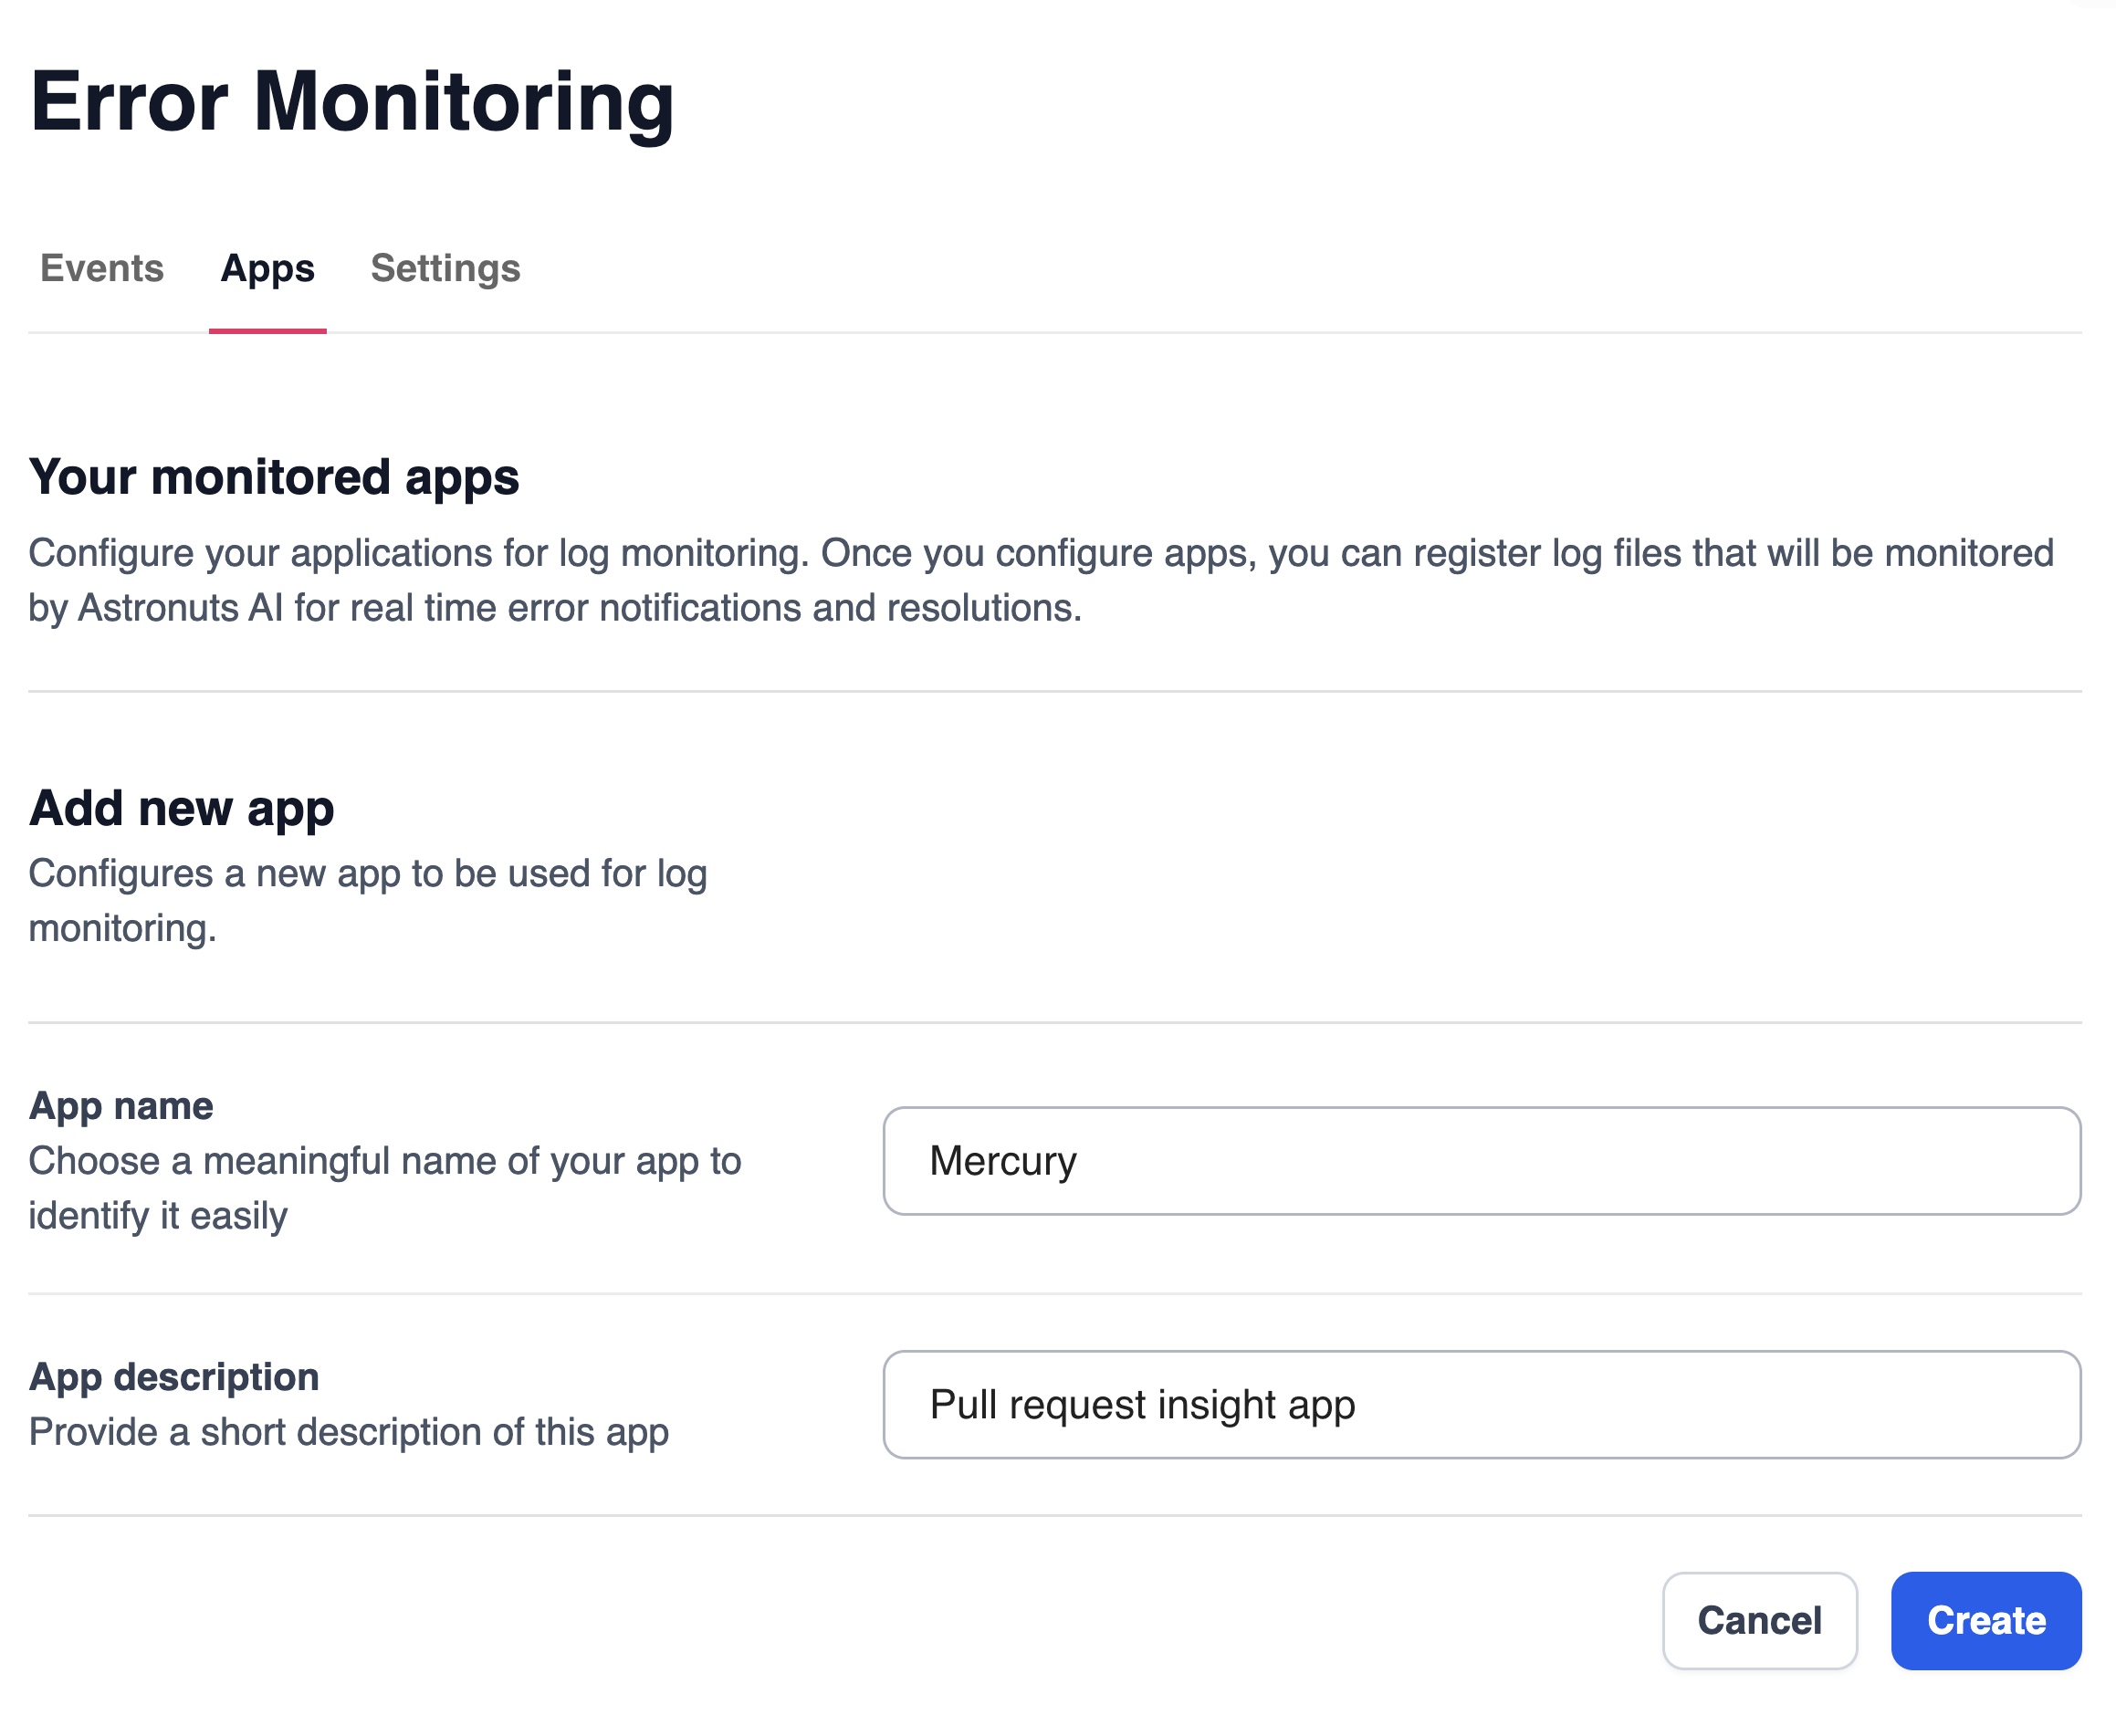 Error Monitoring
Events Apps Settings
Your monitored apps
Configure your applications for log monitoring. Once you configure apps, you can register log files that will be monitored
by Astronuts AI for real time error notifications and resolutions.
Add new app
Configures a new app to be used for log
monitoring.
App name
Choose a meaningful name of your app to
identify it easily
Mercury
App description
Provide a short description of this app
Pull request insight app
Cancel Create